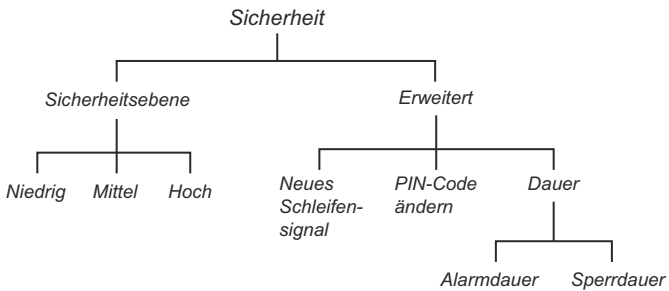 Sicherheit
Sicherheitsebene
Erweitert
Niedrig
Mittel
Hoch
Neues
Schleifen-
signal
PIN-Code
ändern
Dauer
Alarmdauer
Sperrdauer